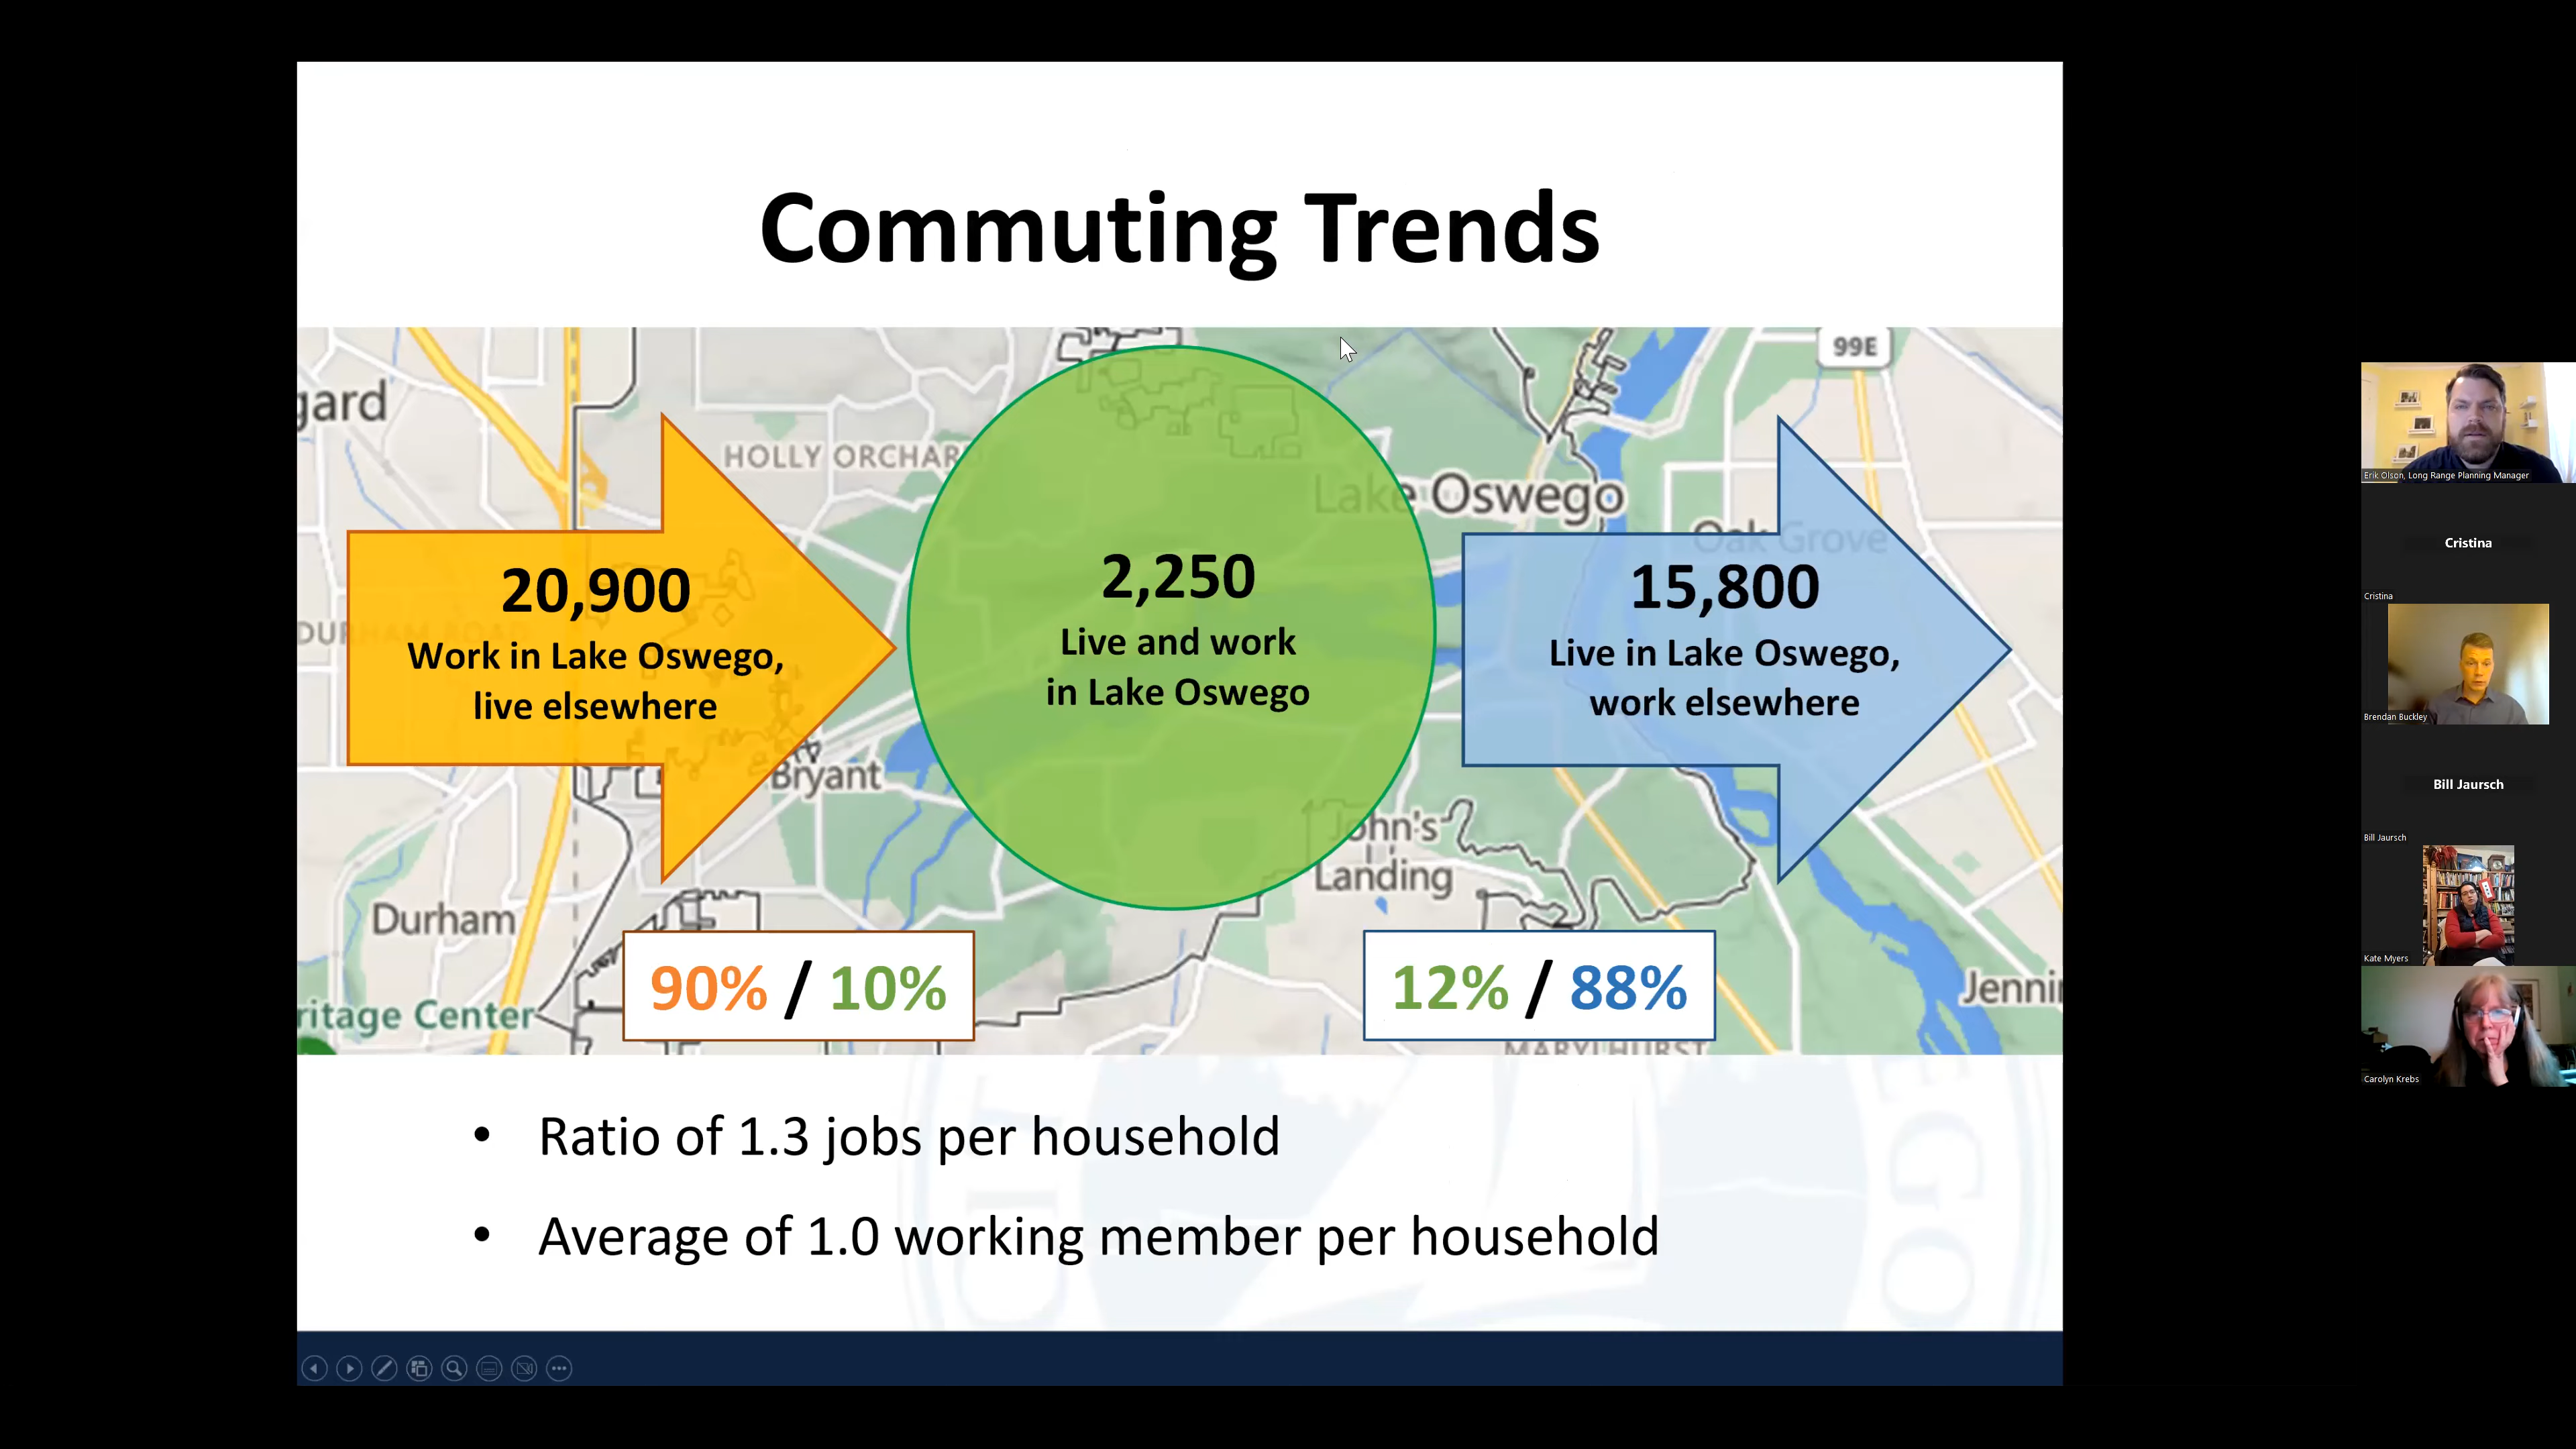 Commuting Trends
99E
gard
HOLLY ORCHAR
Lake Oswego
Oak Grove
20,900
Work in Lake Oswego,
live elsewhere
2,250
Live and work
in Lake Oswego
15,800
Live in Lake Oswego,
work elsewhere
Bryant
John's
Landing
Durham
90% / 10%
12% / 88%
Jennin
ritage Center
MARYLHURST
• Ratio of 1.3 jobs per household
• Average of 1.0 working member per household
EGO
Erik Olson, Long Range Planning Manager
Cristina
Cristina
Brendan Buckley
Bill Jaursch
Bill Jaursch
Kate Myers
Carolyn Krebs